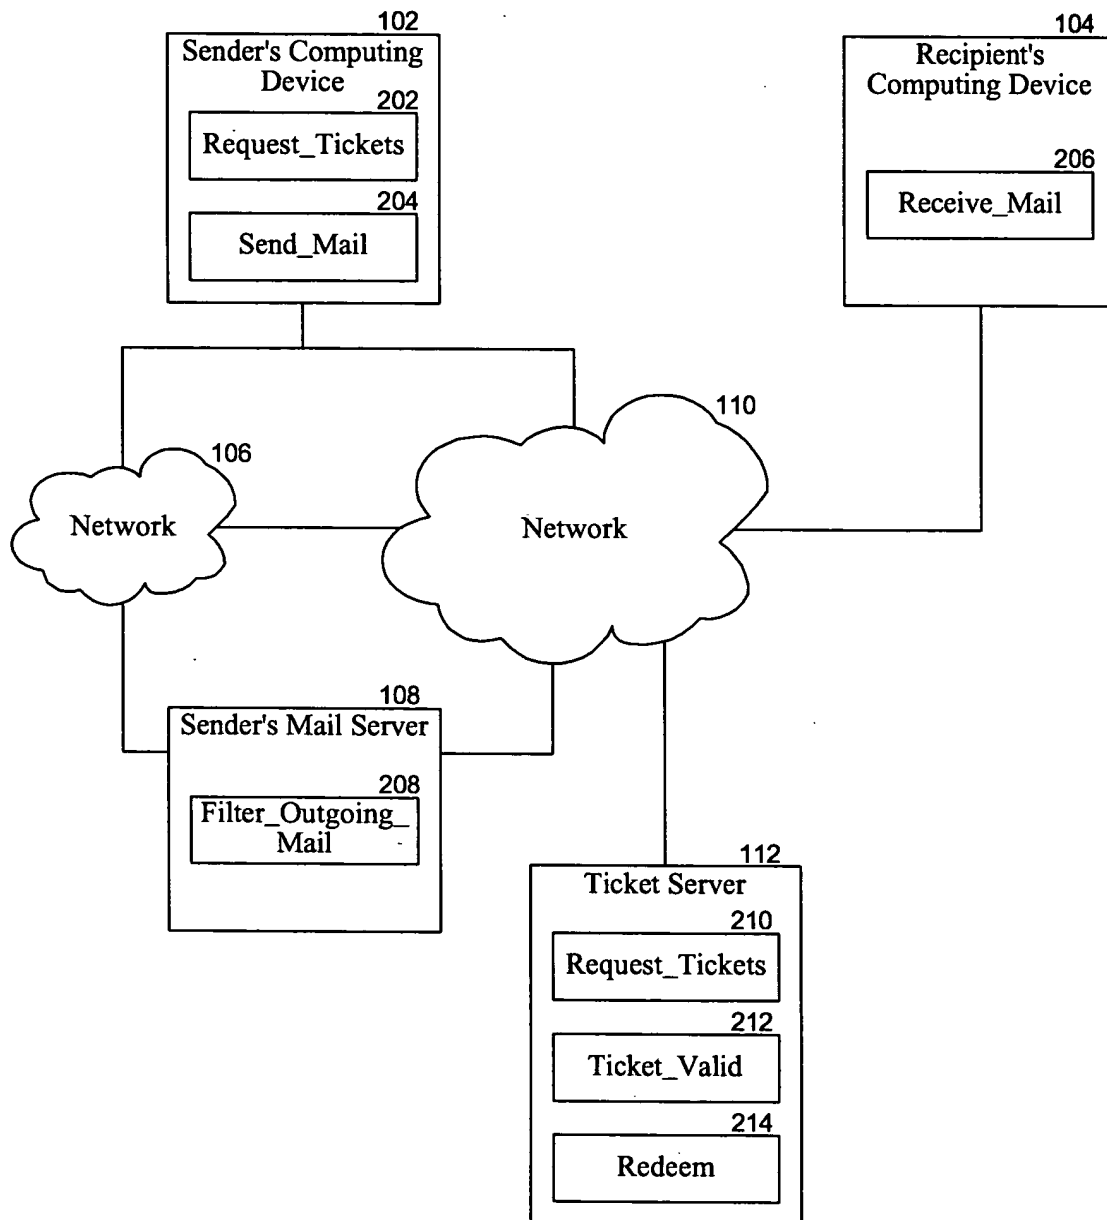 102
Sender's Computing
Device
202
Request_Tickets
204
Send_Mail
104
Recipient's
Computing Device
206
Receive_Mail
110
Network
106
Network
108
Sender's Mail Server
208
Filter_Outgoing_
Mail
112
Ticket Server
210
Request_Tickets
212
Ticket_Valid
214
Redeem